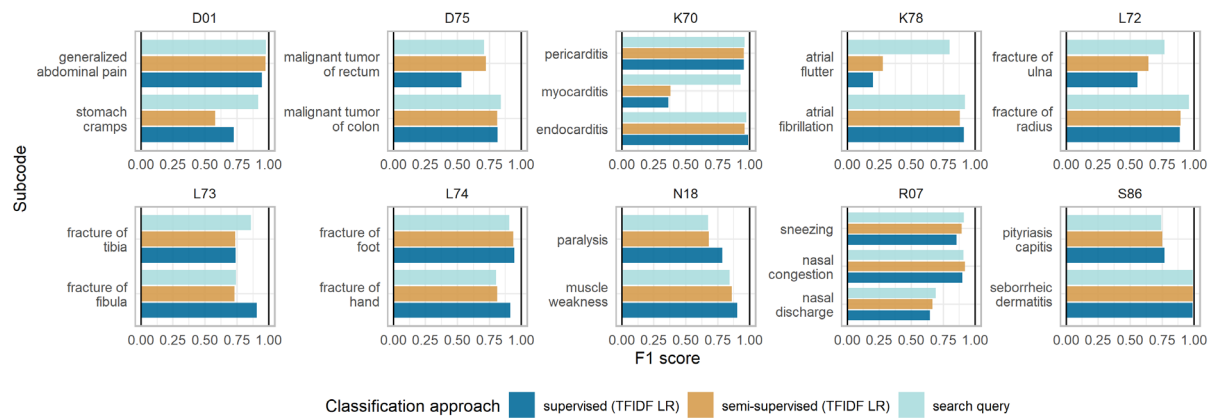 D01
D75
K70
K78
L72
generalized
abdominal pain
stomach
cramps
0.00 0.25 0.50 0.75 1.00
malignant tumor
of rectum
malignant tumor
of colon
0.00 0.25 0.50 0.75 1.00
pericarditis
myocarditis
endocarditis
0.00 0.25 0.50 0.75 1.00
atrial
flutter
atrial
fibrillation
0.00 0.25 0.50 0.75 1.00
fracture of
ulna
fracture of
radius
0.00 0.25 0.50 0.75 1.00
Subcode
L73
L74
N18
R07
S86
fracture of
tibia
fracture of
fibula
0.00 0.25 0.50 0.75 1.00
fracture of
foot
fracture of
hand
0.00 0.25 0.50 0.75 1.00
paralysis
muscle
weakness
0.00 0.25 0.50 0.75 1.00
sneezing
nasal
congestion
nasal
discharge
0.00 0.25 0.50 0.75 1.00
pityriasis
capitis
seborrheic
dermatitis
0.00 0.25 0.50 0.75 1.00
F1 score
Classification approach supervised (TFIDF LR) semi-supervised (TFIDF LR) search query